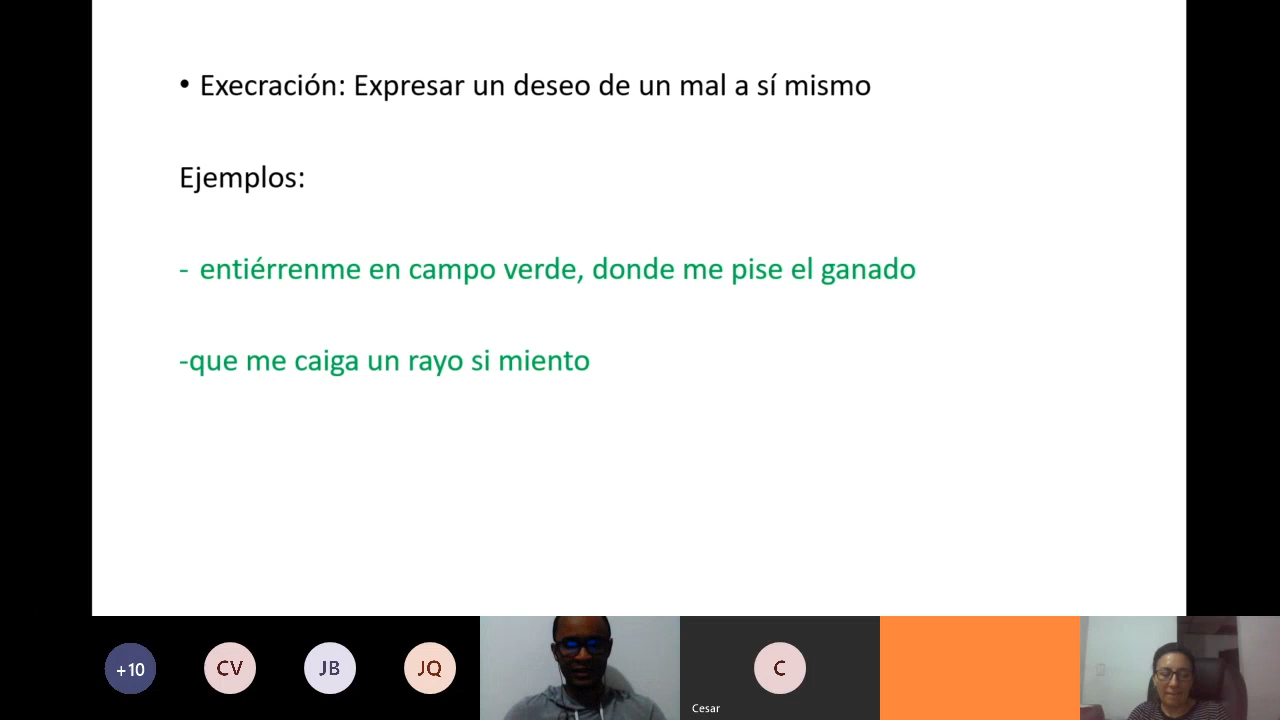 • Execración: Expresar un deseo de un mal a sí mismo
Ejemplos:
- entiérrenme en campo verde, donde me pise el ganado
-que me caiga un rayo si miento
+10
CV
JB
JQ
C
Cesar